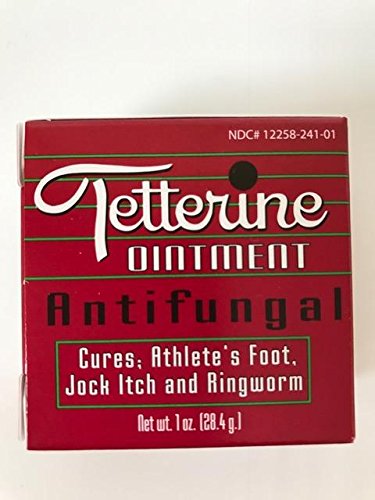 NDC# 12258-241-01
Tetterine
OINTMENT
Antifungal
Cures; Athlete's Foot,
Jock Itch and Ringworm
Net wt. 1 oz. (28.4 g.)